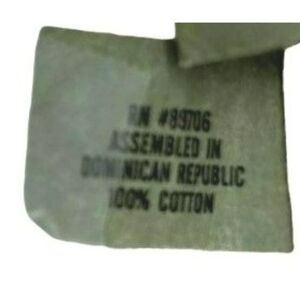 RN #89706
ASSEMBLED IN
DOMINICAN REPUBLIC
100% COTTON